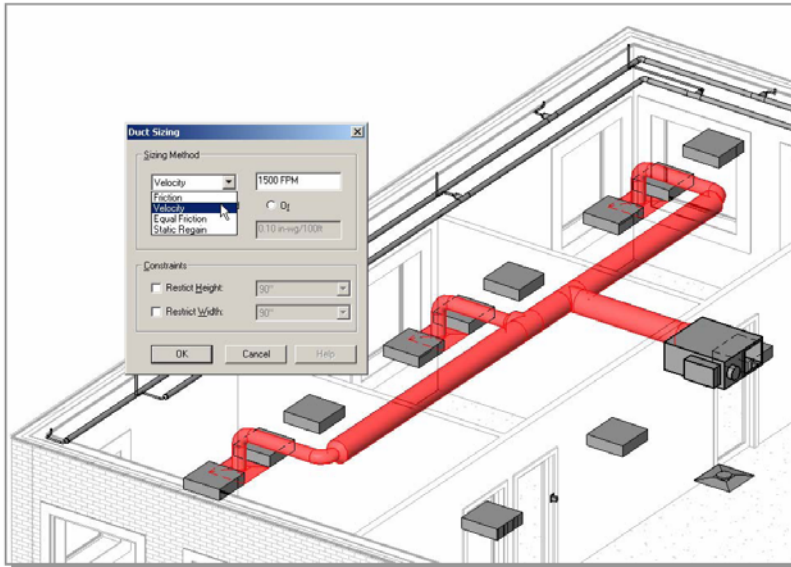 Duct Sizing
Sizing Method
Velocity
1500 FPM
Friction
Velocity
Equal Friction
Static Regain
Or
0.10 in-wg/100ft
Constraints
Restict Height:
90"
Restrict Width:
90"
OK
Cancel
Help